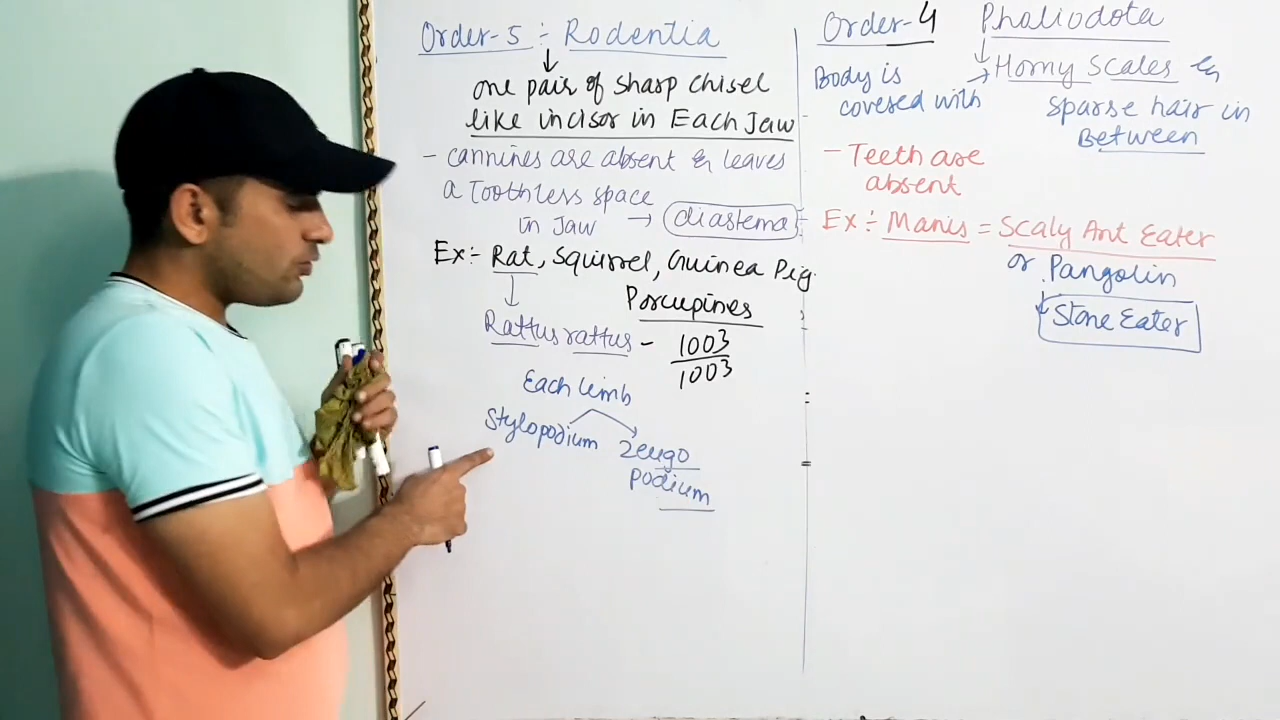 Order-5 :- Rodentia
one pair of sharp chisel
like incisor in Each Jaw
- cannines are absent & leaves
a Toothless space
in Jaw → diastema
Ex:- Rat, Squirrel, Guinea Pig
Porcupines
Rattus rattus - 1003
1003
Each limb
Stylopodium Zeugo
podium
Order-4 Phaliodota
Body is → Horny Scales &
covered with sparse hair in
Between
- Teeth are
absent
Ex:- Manis = Scaly Ant Eater
or Pangolin
Stone Eater